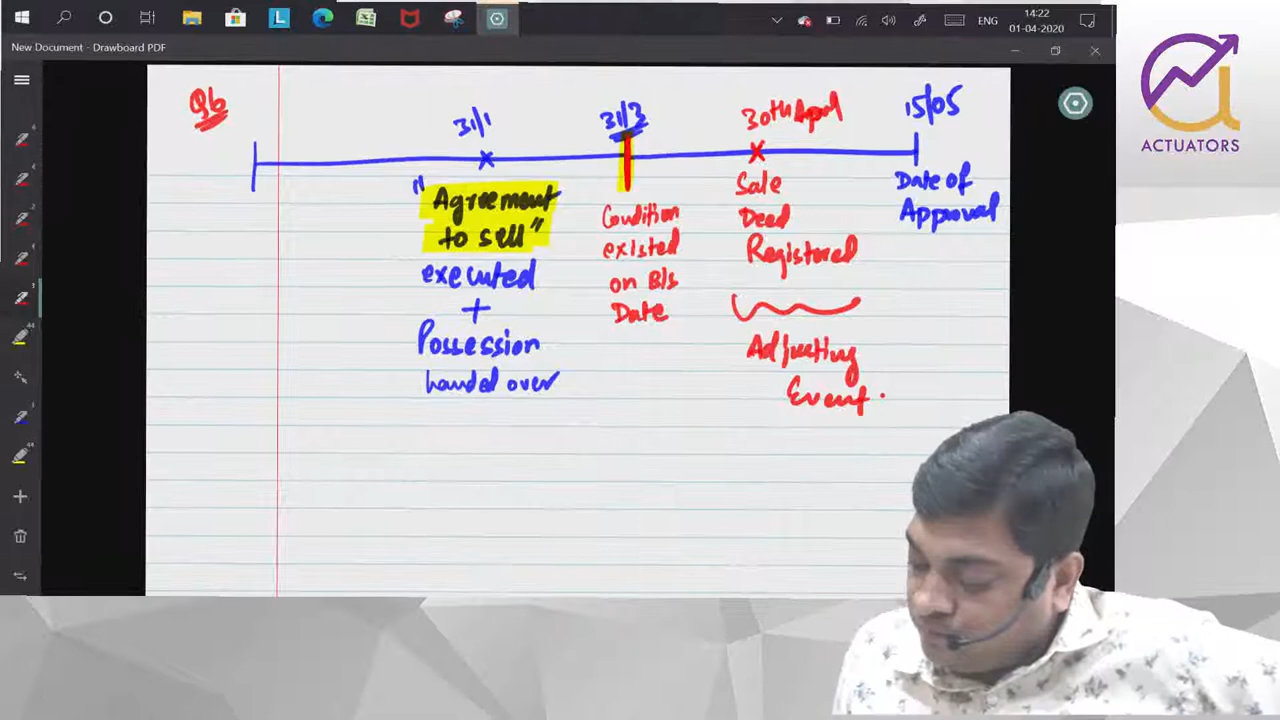 ENG
14:22
01-04-2020
New Document - Drawboard PDF
Q6
31/1
31/3
30th April
15/05
"Agreement
to sell"
executed
+
Possession
handed over
Condition
existed
on B/s
Date
Sale
Deed
Registered
Adjusting
Event.
Date of
Approval
ACTUATORS